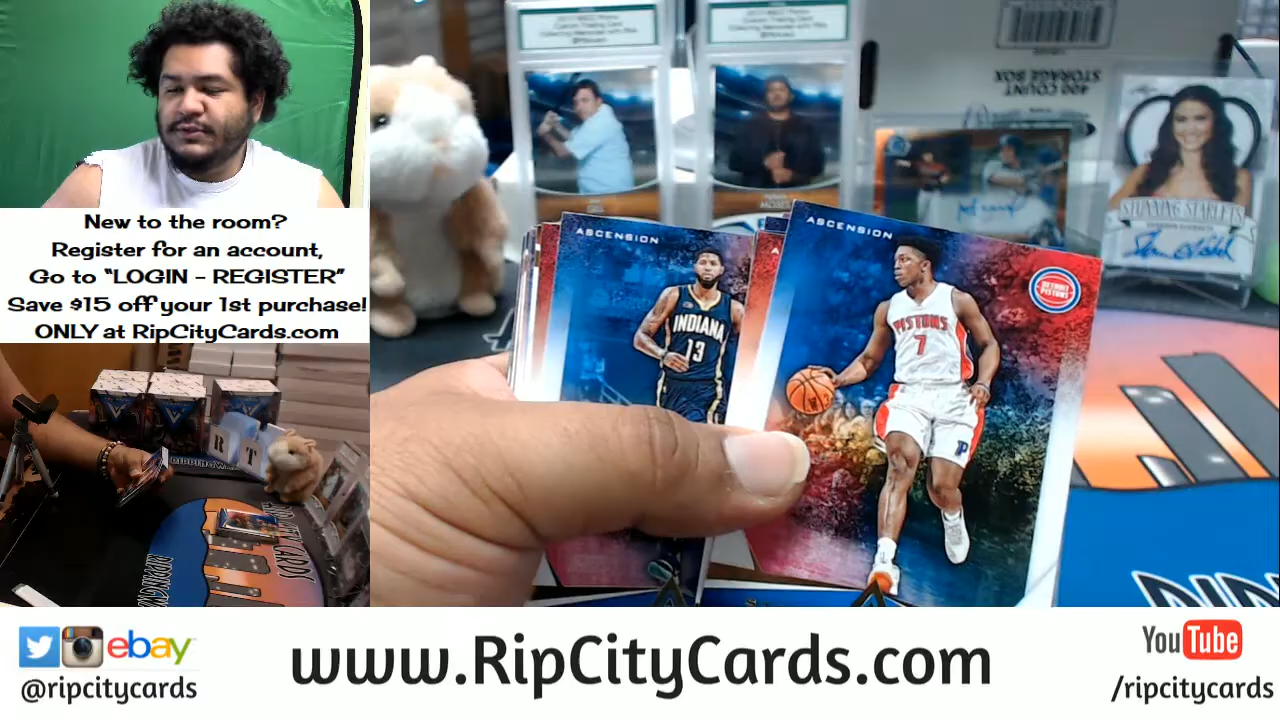 New to the room?
Register for an account,
Go to "LOGIN - REGISTER"
Save $15 off your 1st purchase!
ONLY at RipCityCards.com
400 COUNT
STORAGE BOX
STUNNING STARLETS
ASCENSION
INDIANA
13
ASCENSION
DETROIT
PISTONS
PISTONS
7
R T
ebay
@ripcitycards
www.RipCityCards.com
YouTube
/ripcitycards